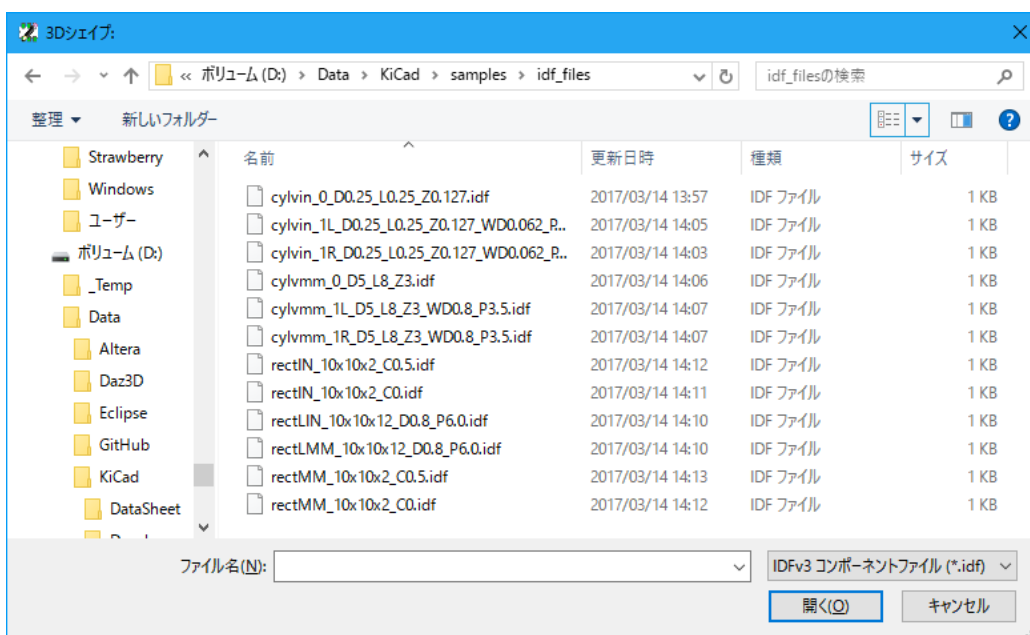 3Dシェイプ:
« ボリューム (D:) › Data › KiCad › samples › idf_files
idf_filesの検索
整理
新しいフォルダー
Strawberry
Windows
ユーザー
ボリューム (D:)
_Temp
Data
Altera
Daz3D
Eclipse
GitHub
KiCad
DataSheet
名前 更新日時 種類 サイズ
cylvin_0_D0.25_L0.25_Z0.127.idf 2017/03/14 13:57 IDF ファイル 1 KB
cylvin_1L_D0.25_L0.25_Z0.127_WD0.062_P... 2017/03/14 14:05 IDF ファイル 1 KB
cylvin_1R_D0.25_L0.25_Z0.127_WD0.062_P... 2017/03/14 14:03 IDF ファイル 1 KB
cylvmm_0_D5_L8_Z3.idf 2017/03/14 14:06 IDF ファイル 1 KB
cylvmm_1L_D5_L8_Z3_WD0.8_P3.5.idf 2017/03/14 14:07 IDF ファイル 1 KB
cylvmm_1R_D5_L8_Z3_WD0.8_P3.5.idf 2017/03/14 14:07 IDF ファイル 1 KB
rectIN_10x10x2_C0.5.idf 2017/03/14 14:12 IDF ファイル 1 KB
rectIN_10x10x2_C0.idf 2017/03/14 14:11 IDF ファイル 1 KB
rectLIN_10x10x12_D0.8_P6.0.idf 2017/03/14 14:10 IDF ファイル 1 KB
rectLMM_10x10x12_D0.8_P6.0.idf 2017/03/14 14:10 IDF ファイル 1 KB
rectMM_10x10x2_C0.5.idf 2017/03/14 14:13 IDF ファイル 1 KB
rectMM_10x10x2_C0.idf 2017/03/14 14:12 IDF ファイル 1 KB
ファイル名(N):
IDFv3 コンポーネントファイル (*.idf)
開く(O)
キャンセル